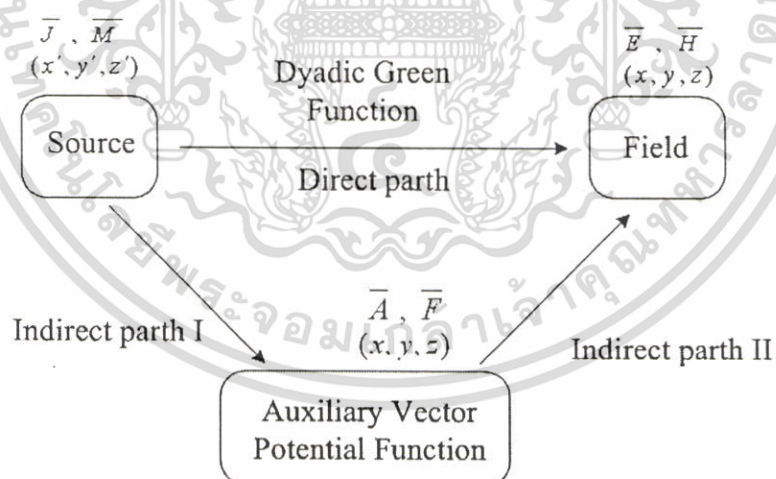 J̅ , M̅
(x',y',z')
E̅ , H̅
(x,y,z)
Dyadic Green
Function
Source
Field
Direct parth
A̅ , F̅
(x,y,z)
Indirect parth I
Indirect parth II
Auxiliary Vector
Potential Function